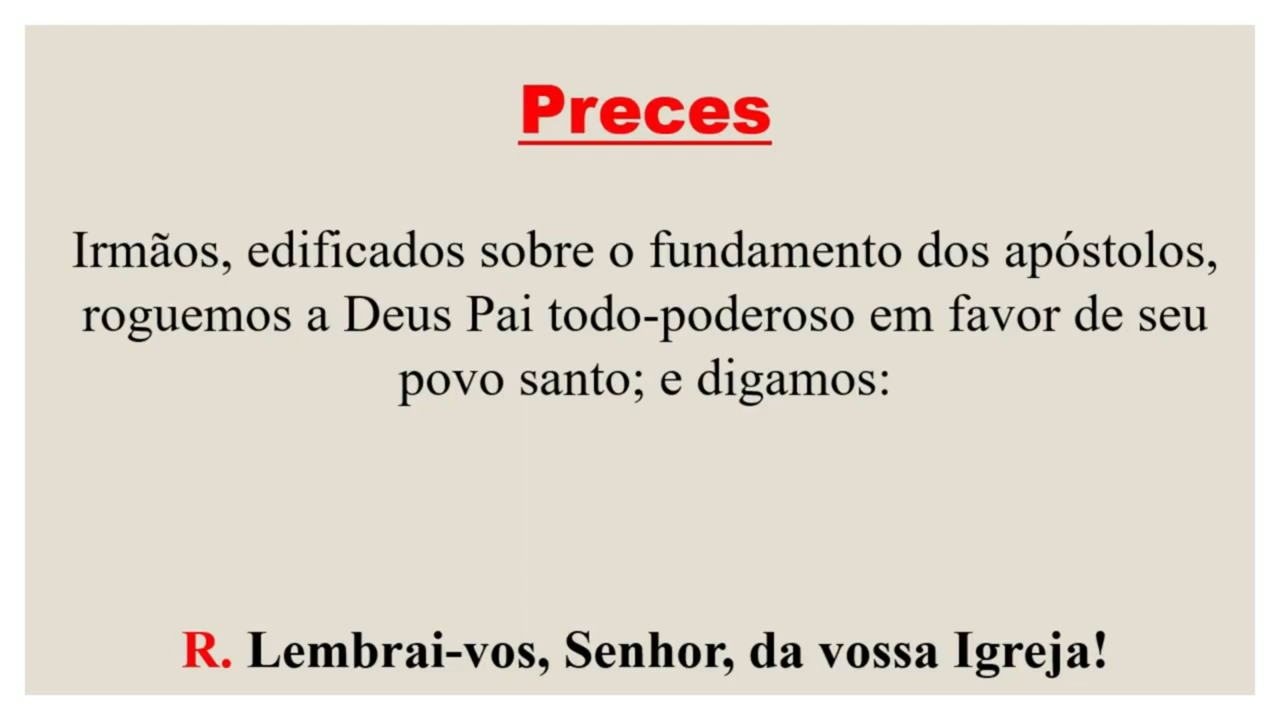 Preces
Irmãos, edificados sobre o fundamento dos apóstolos,
roguemos a Deus Pai todo-poderoso em favor de seu
povo santo; e digamos:
R. Lembrai-vos, Senhor, da vossa Igreja!